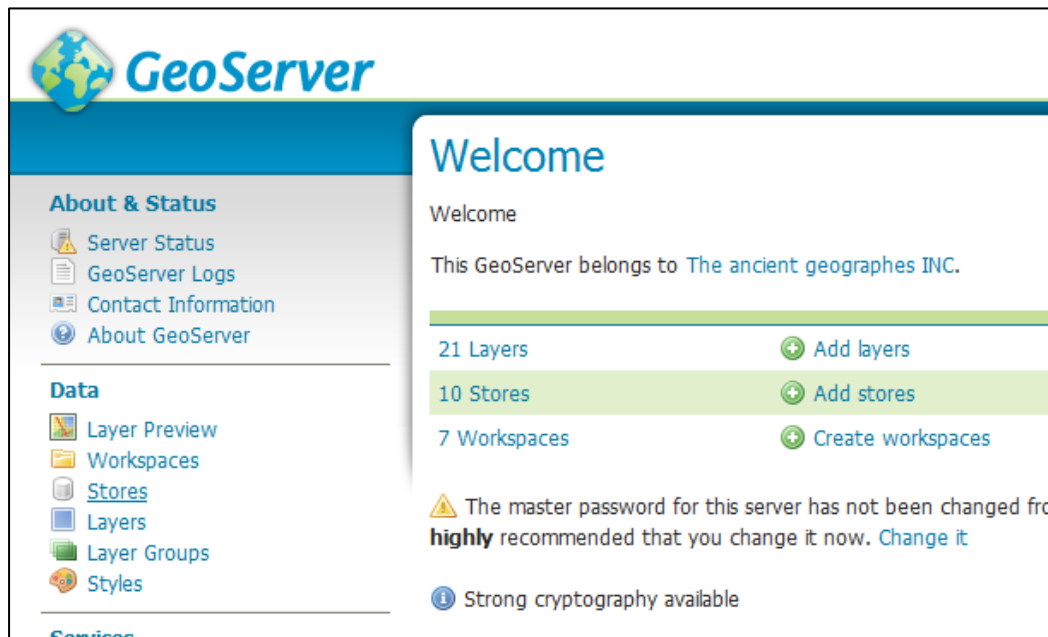 GeoServer
Welcome
About & Status
Server Status
GeoServer Logs
Contact Information
About GeoServer
Data
Layer Preview
Workspaces
Stores
Layers
Layer Groups
Styles
Services
Welcome
This GeoServer belongs to The ancient geographes INC.
21 Layers Add layers
10 Stores Add stores
7 Workspaces Create workspaces
The master password for this server has not been changed
highly recommended that you change it now. Change it
Strong cryptography available